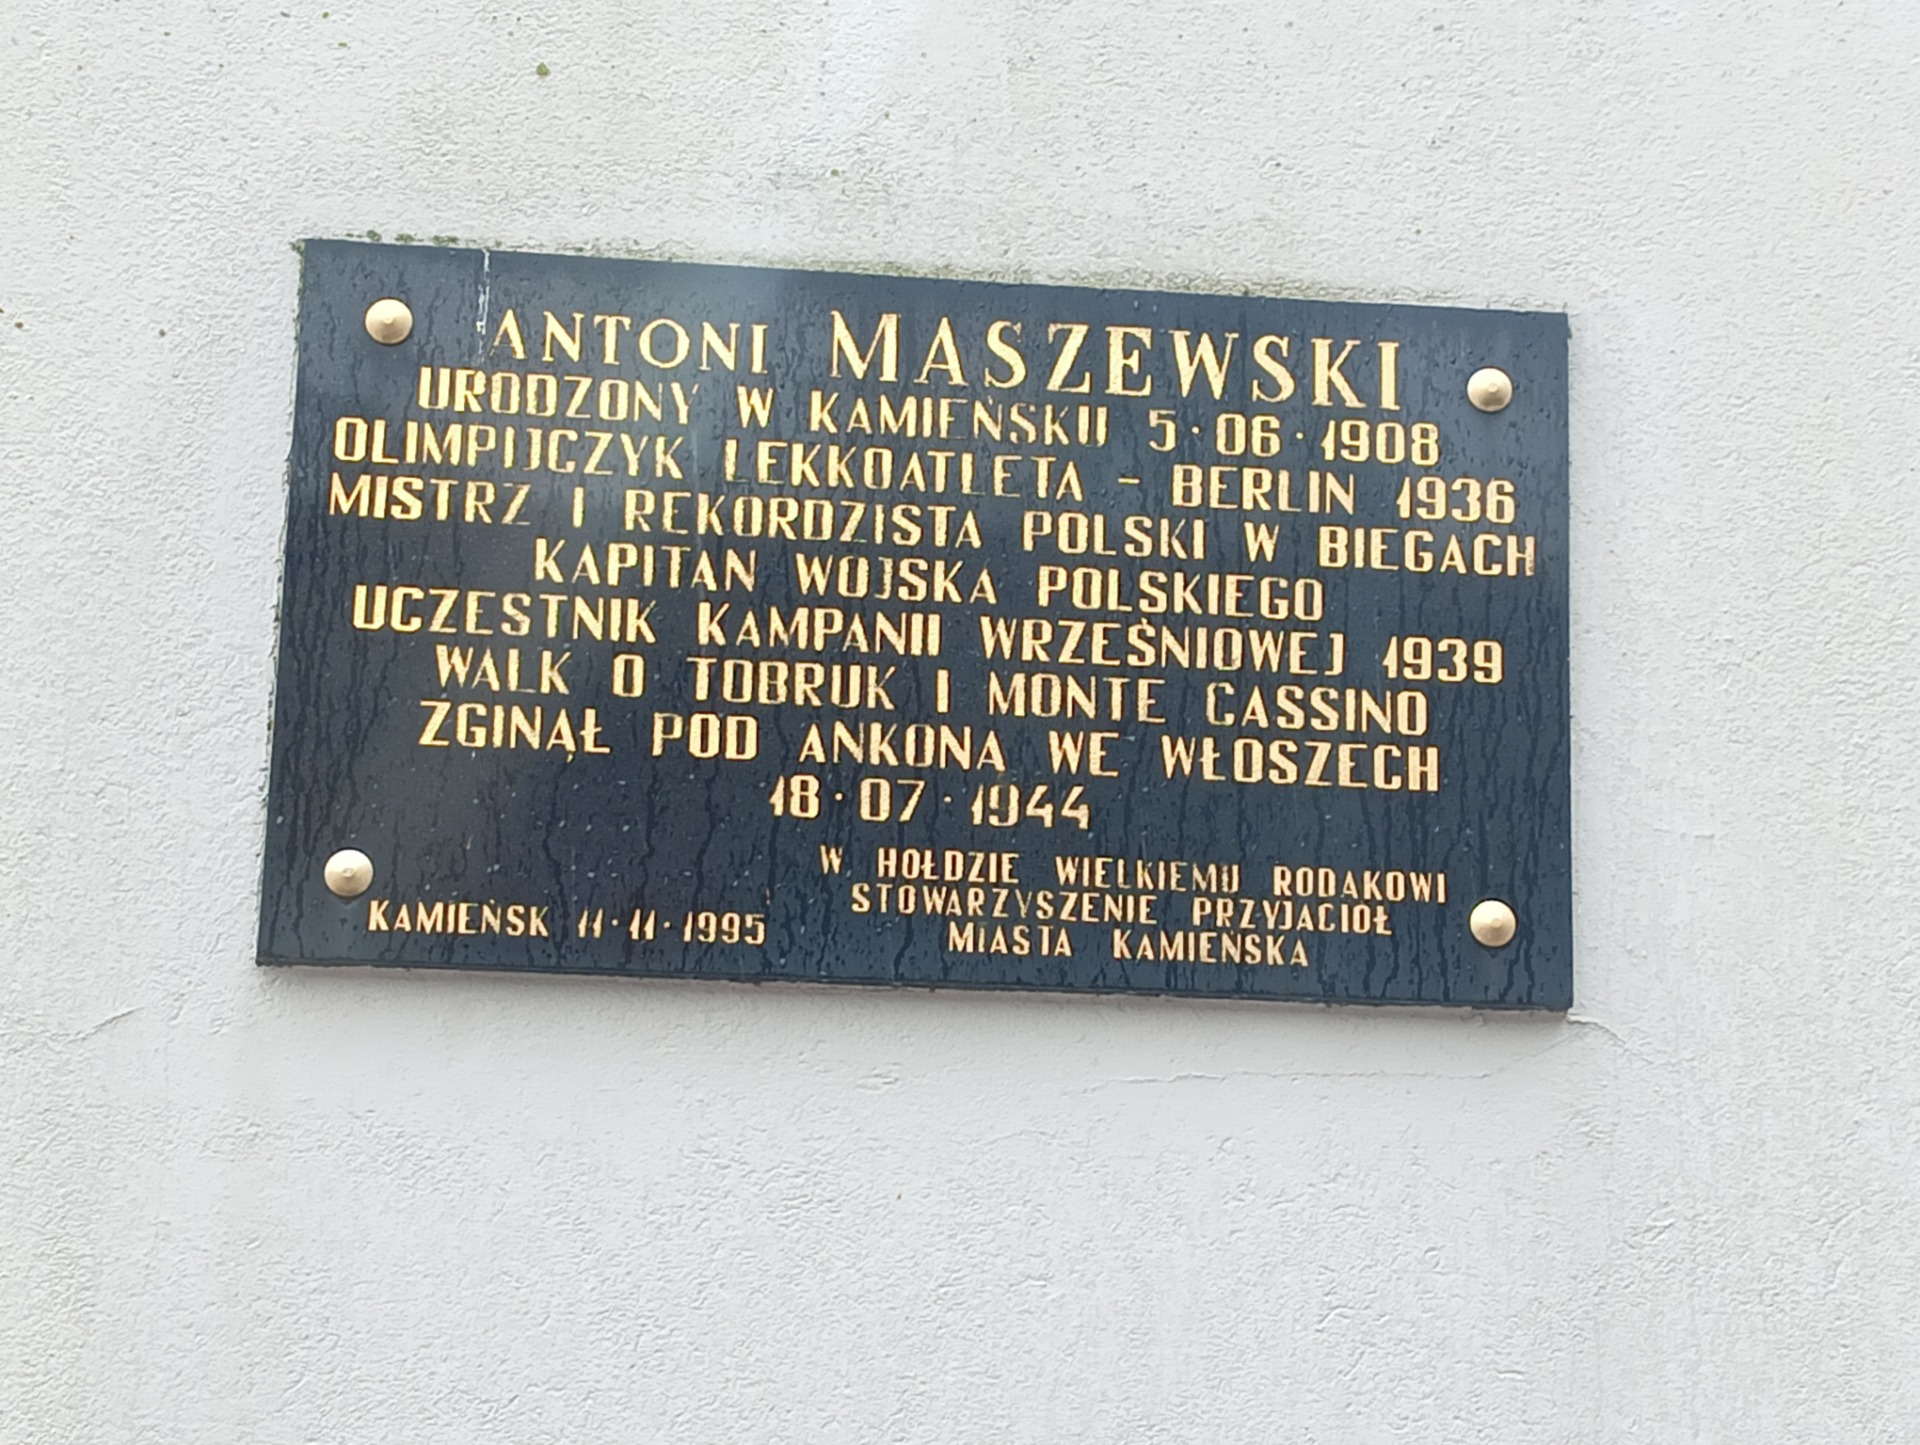 ANTONI MASZEWSKI
URODZONY W KAMIEŃSKU 5·06·1908
OLIMPIJCZYK LEKKOATLETA - BERLIN 1936
MISTRZ I REKORDZISTA POLSKI W BIEGACH
KAPITAN WOJSKA POLSKIEGO
UCZESTNIK KAMPANII WRZEŚNIOWEJ 1939
WALK O TOBRUK I MONTE CASSINO
ZGINĄŁ POD ANKONA WE WŁOSZECH
18·07·1944
W HOŁDZIE WIELKIEMU RODAKOWI
STOWARZYSZENIE PRZYJACIOŁ
MIASTA KAMIEŃSKA
KAMIEŃSK 11·11·1995